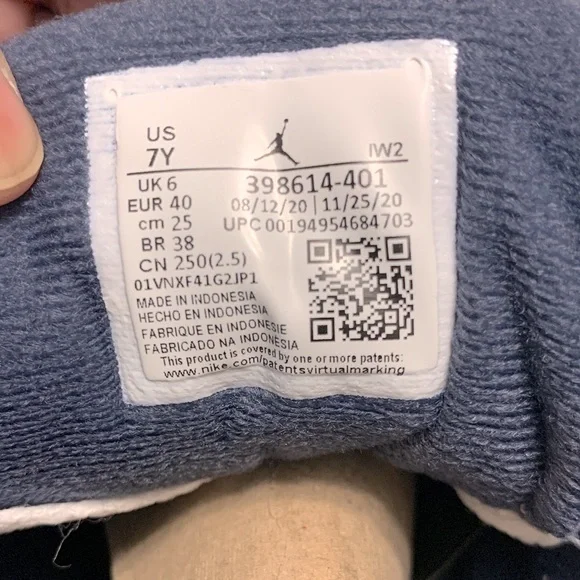 US
7Y IW2
UK 6 398614-401
EUR 40 08/12/20 | 11/25/20
cm 25 UPC 00194954684703
BR 38
CN 250(2.5)
01VNXF41G2JP1
MADE IN INDONESIA
HECHO EN INDONESIA
FABRIQUE EN INDONESIE
FABRICADO NA INDONESIA
This product is covered by one or more patents:
www.nike.com/patentsvirtualmarking